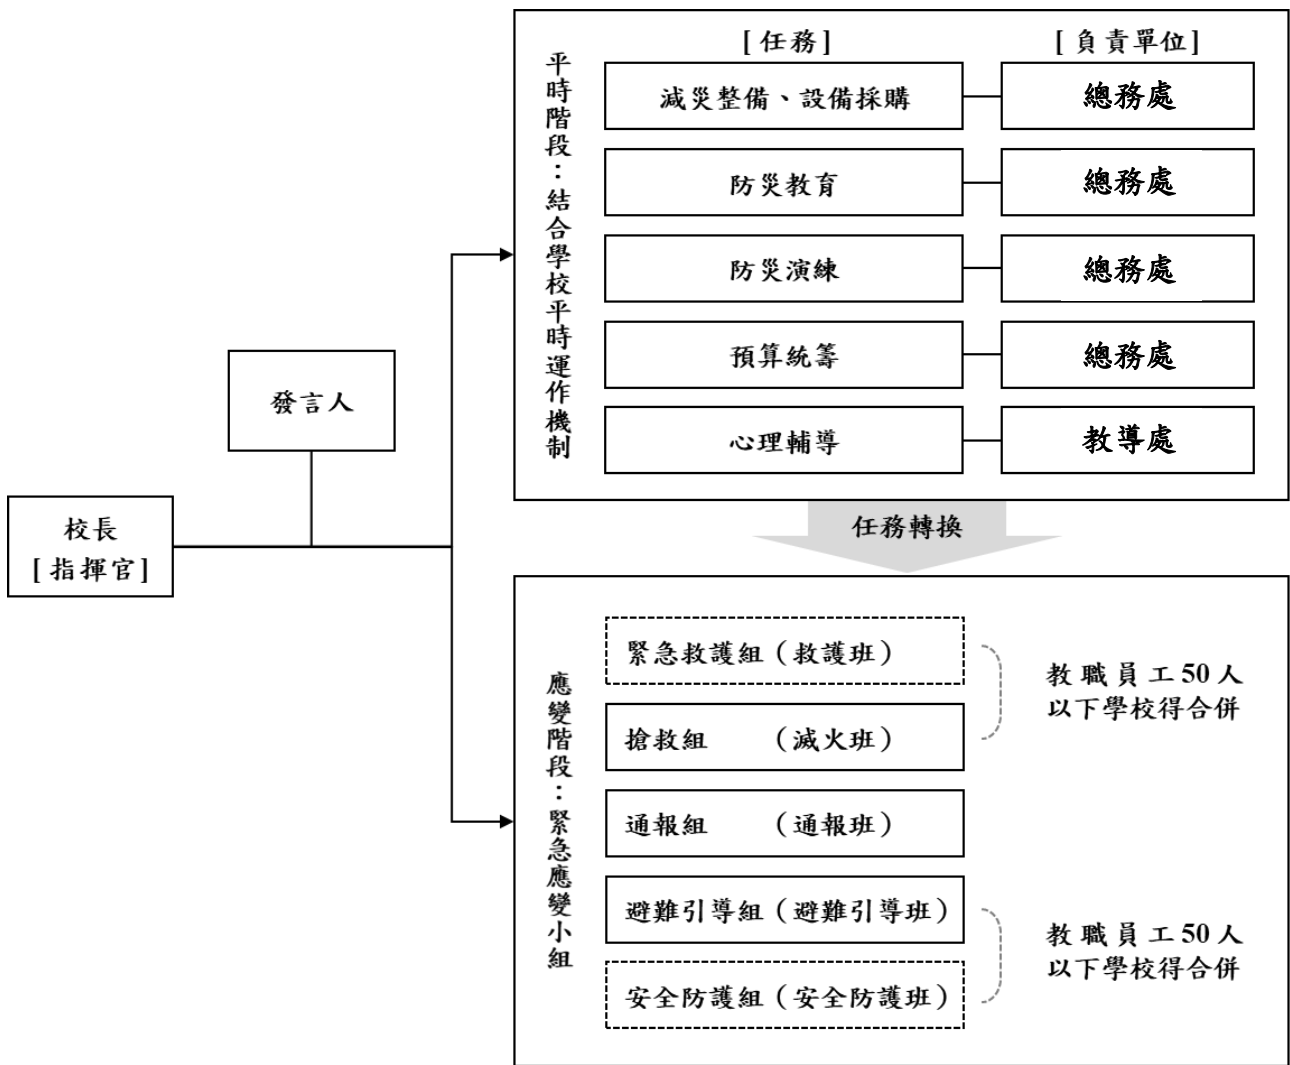 校長
[指揮官]
發言人
平時階段：結合學校平時運作機制
[任務]
[負責單位]
減災整備、設備採購
總務處
防災教育
總務處
防災演練
總務處
預算統籌
總務處
心理輔導
教導處
任務轉換
應變階段：緊急應變小組
緊急救護組（救護班）
搶救組　　（滅火班）
教職員工50人
以下學校得合併
通報組　　（通報班）
避難引導組（避難引導班）
安全防護組（安全防護班）
教職員工50人
以下學校得合併